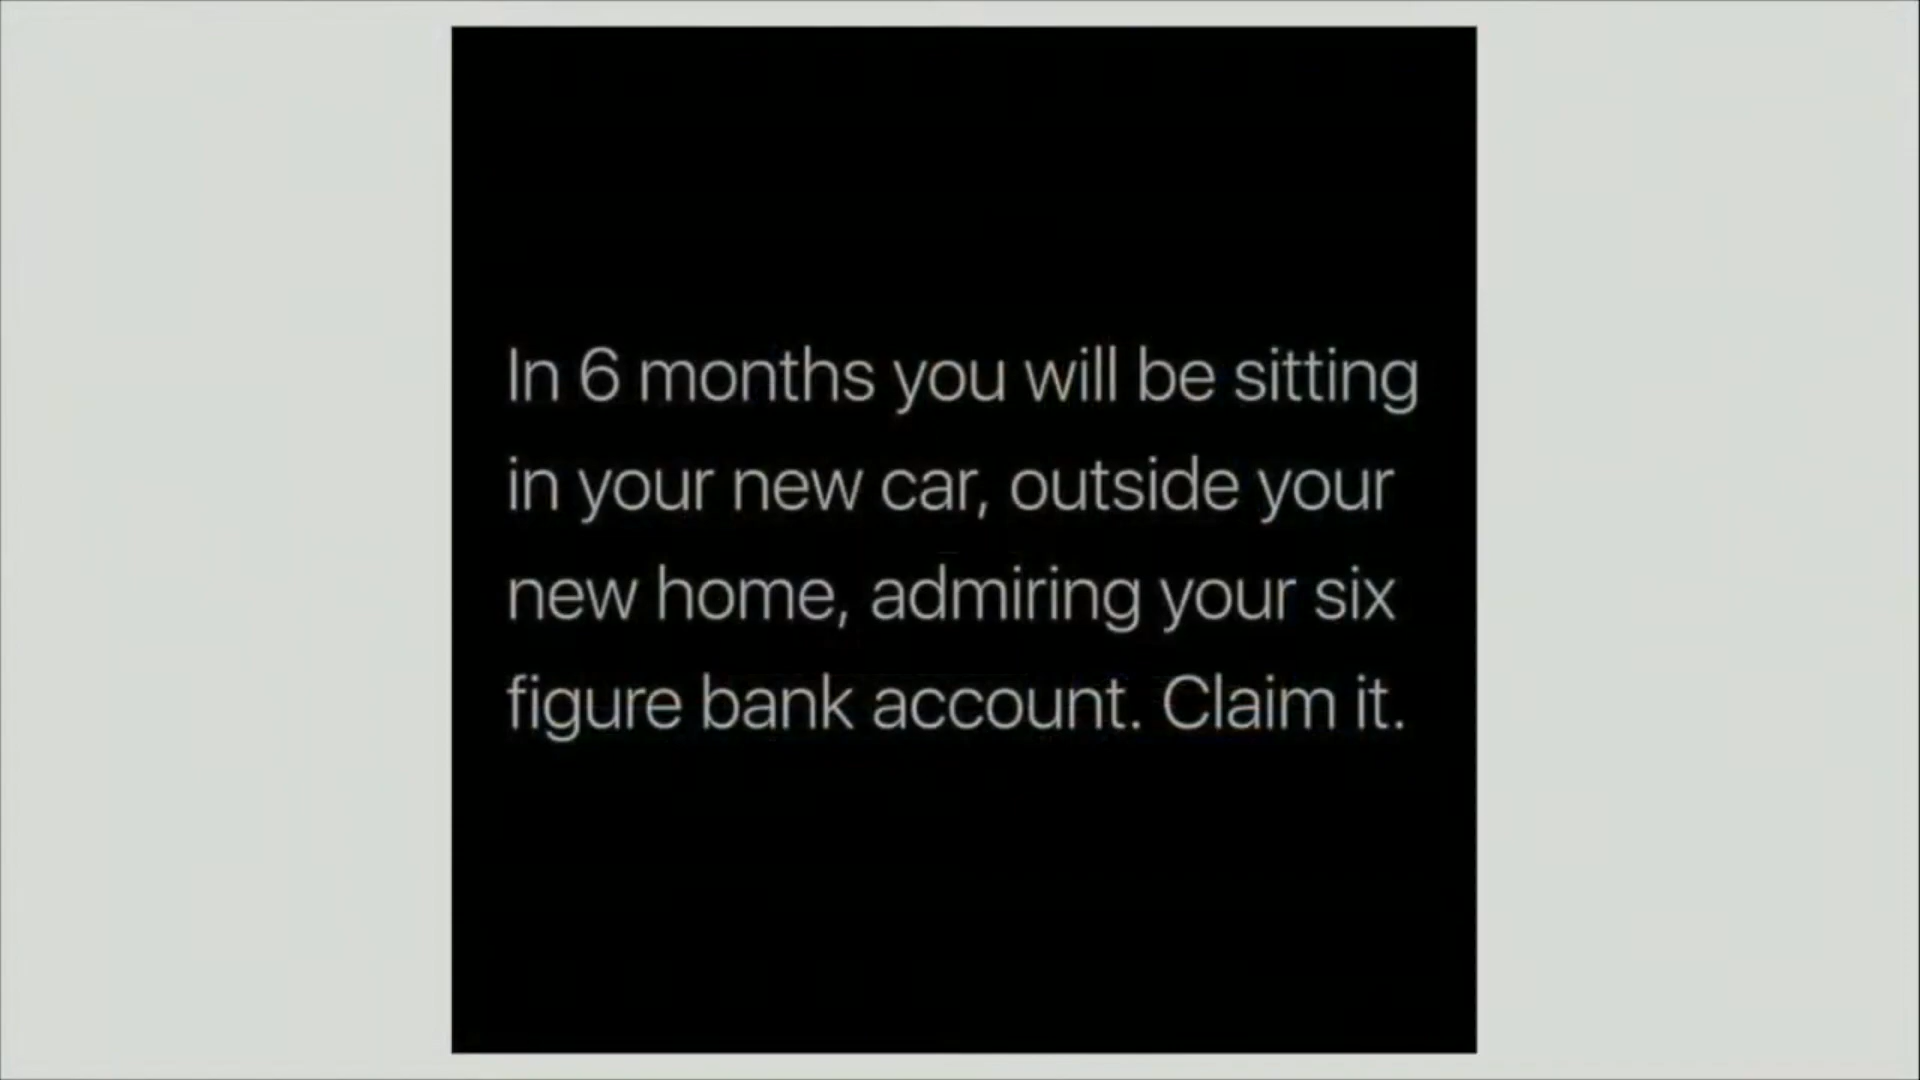 In 6 months you will be sitting
in your new car, outside your
new home, admiring your six
figure bank account. Claim it.